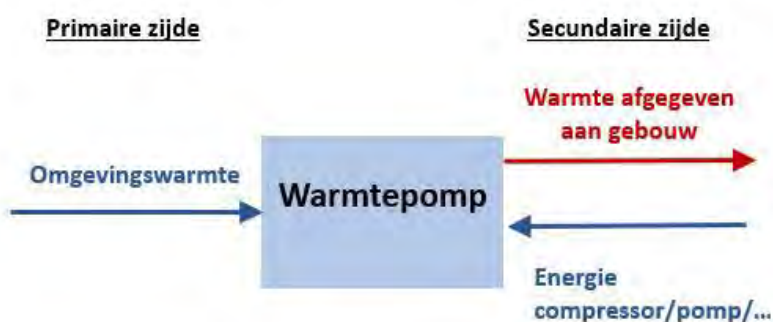 Primaire zijde
Secundaire zijde
Warmte afgegeven
aan gebouw
Omgevingswarmte
Warmtepomp
Energie
compressor/pomp/...